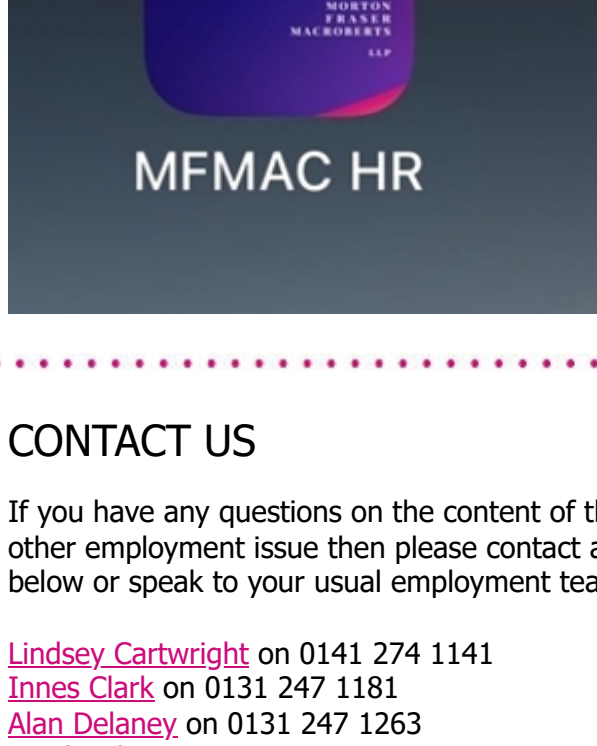 MORTON
FRASER
MACROBERTS
LLP
MFMAC HR
CONTACT US
If you have any questions on the content of
other employment issue then please contact
below or speak to your usual employment
Lindsey Cartwright on 0141 274 1141
Innes Clark on 0131 247 1181
Alan Delaney on 0131 247 1263